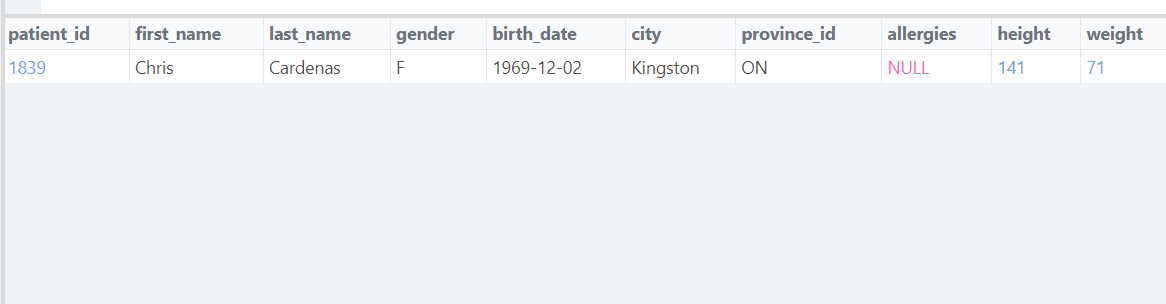 patient_id first_name last_name gender birth_date city province_id allergies height weight
1839 Chris Cardenas F 1969-12-02 Kingston ON NULL 141 71